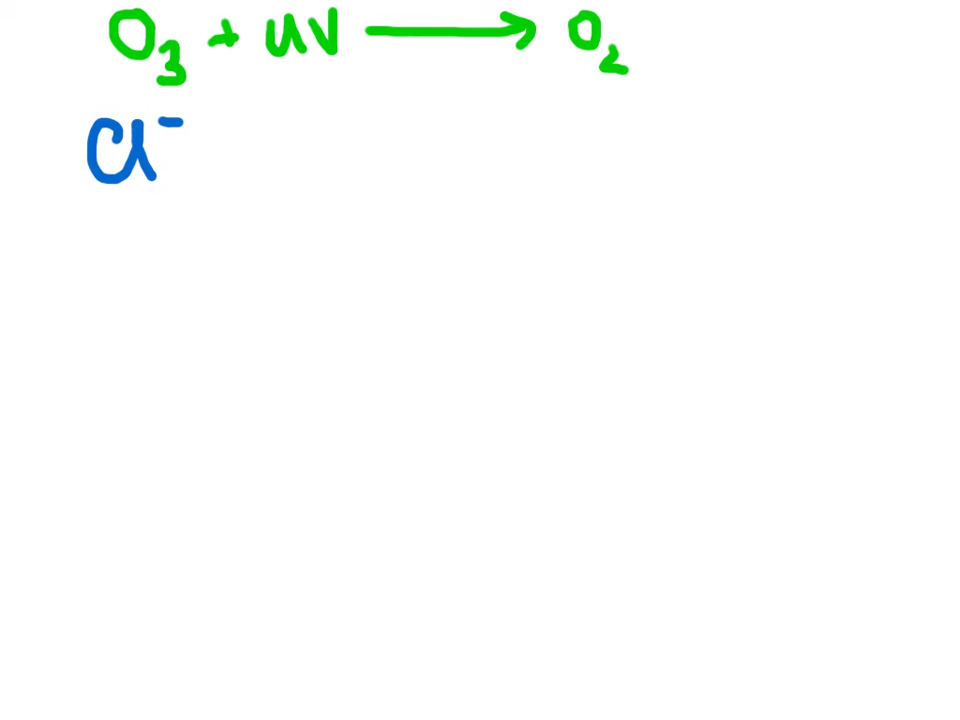 O₃ + UV ⟶ O₂
Cl⁻